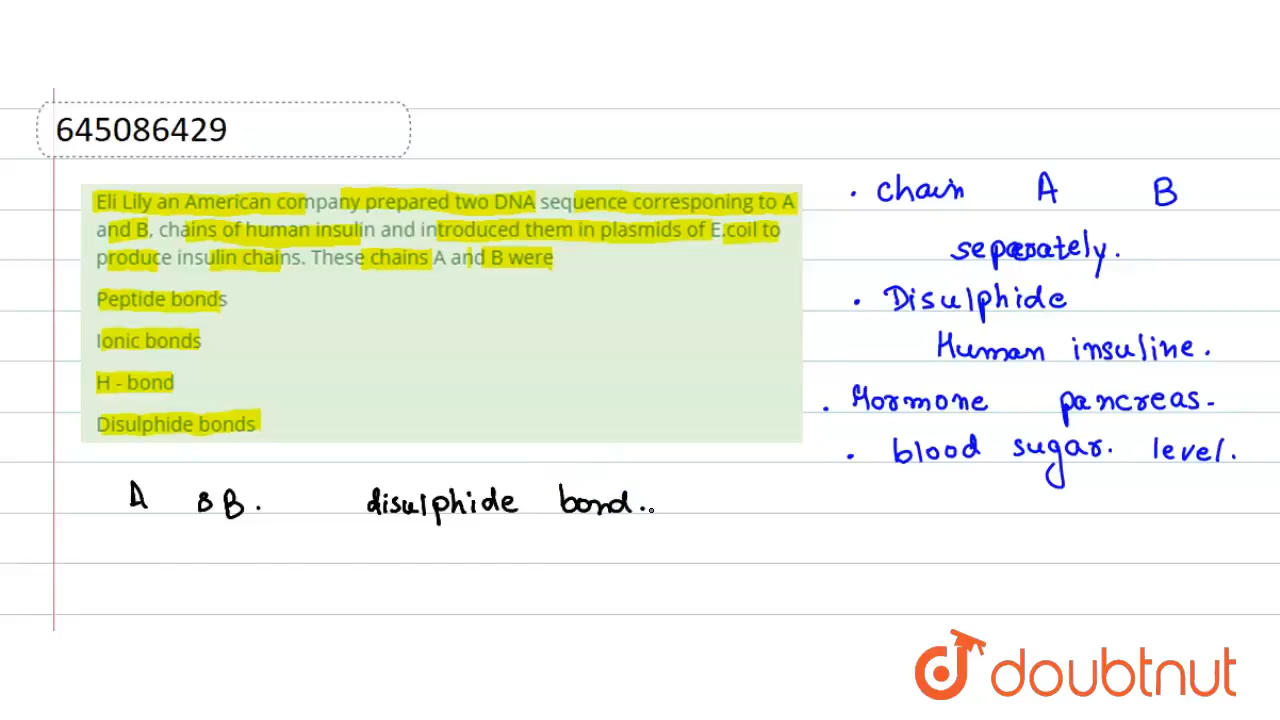 645086429
Eli Lily an American company prepared two DNA sequence corresponing to A
and B, chains of human insulin and introduced them in plasmids of E.coil to
produce insulin chains. These chains A and B were
Peptide bonds
Ionic bonds
H - bond
Disulphide bonds
A B B. disulphide bond..
. Chain A B
seperately.
. Disulphide
Human insuline.
. Hormone pancreas.
. blood sugar. level.
doubtnut